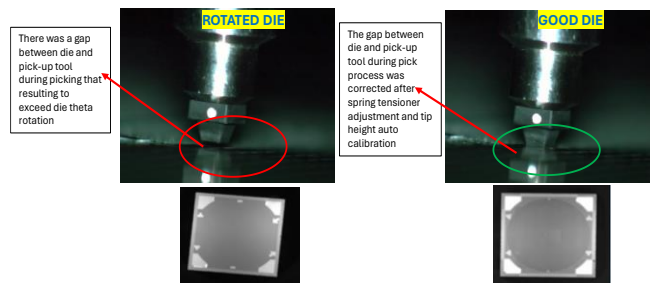 ROTATED DIE
There was a gap
between die and
pick-up tool
during picking that
resulting to
exceed die theta
rotation
GOOD DIE
The gap between
die and pick-up
tool during pick
process was
corrected after
spring tensioner
adjustment and tip
height auto
calibration